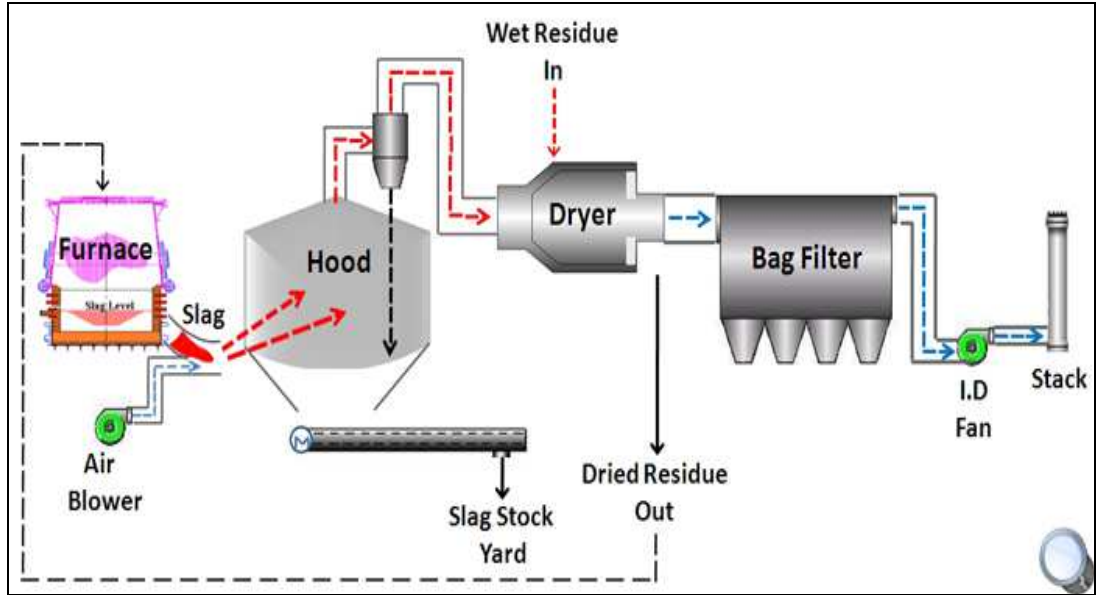 Wet Residue
In
Furnace
Slag Level
Slag
Hood
Dryer
Bag Filter
Air
Blower
M
Slag Stock
Yard
Dried Residue
Out
I.D
Fan
Stack